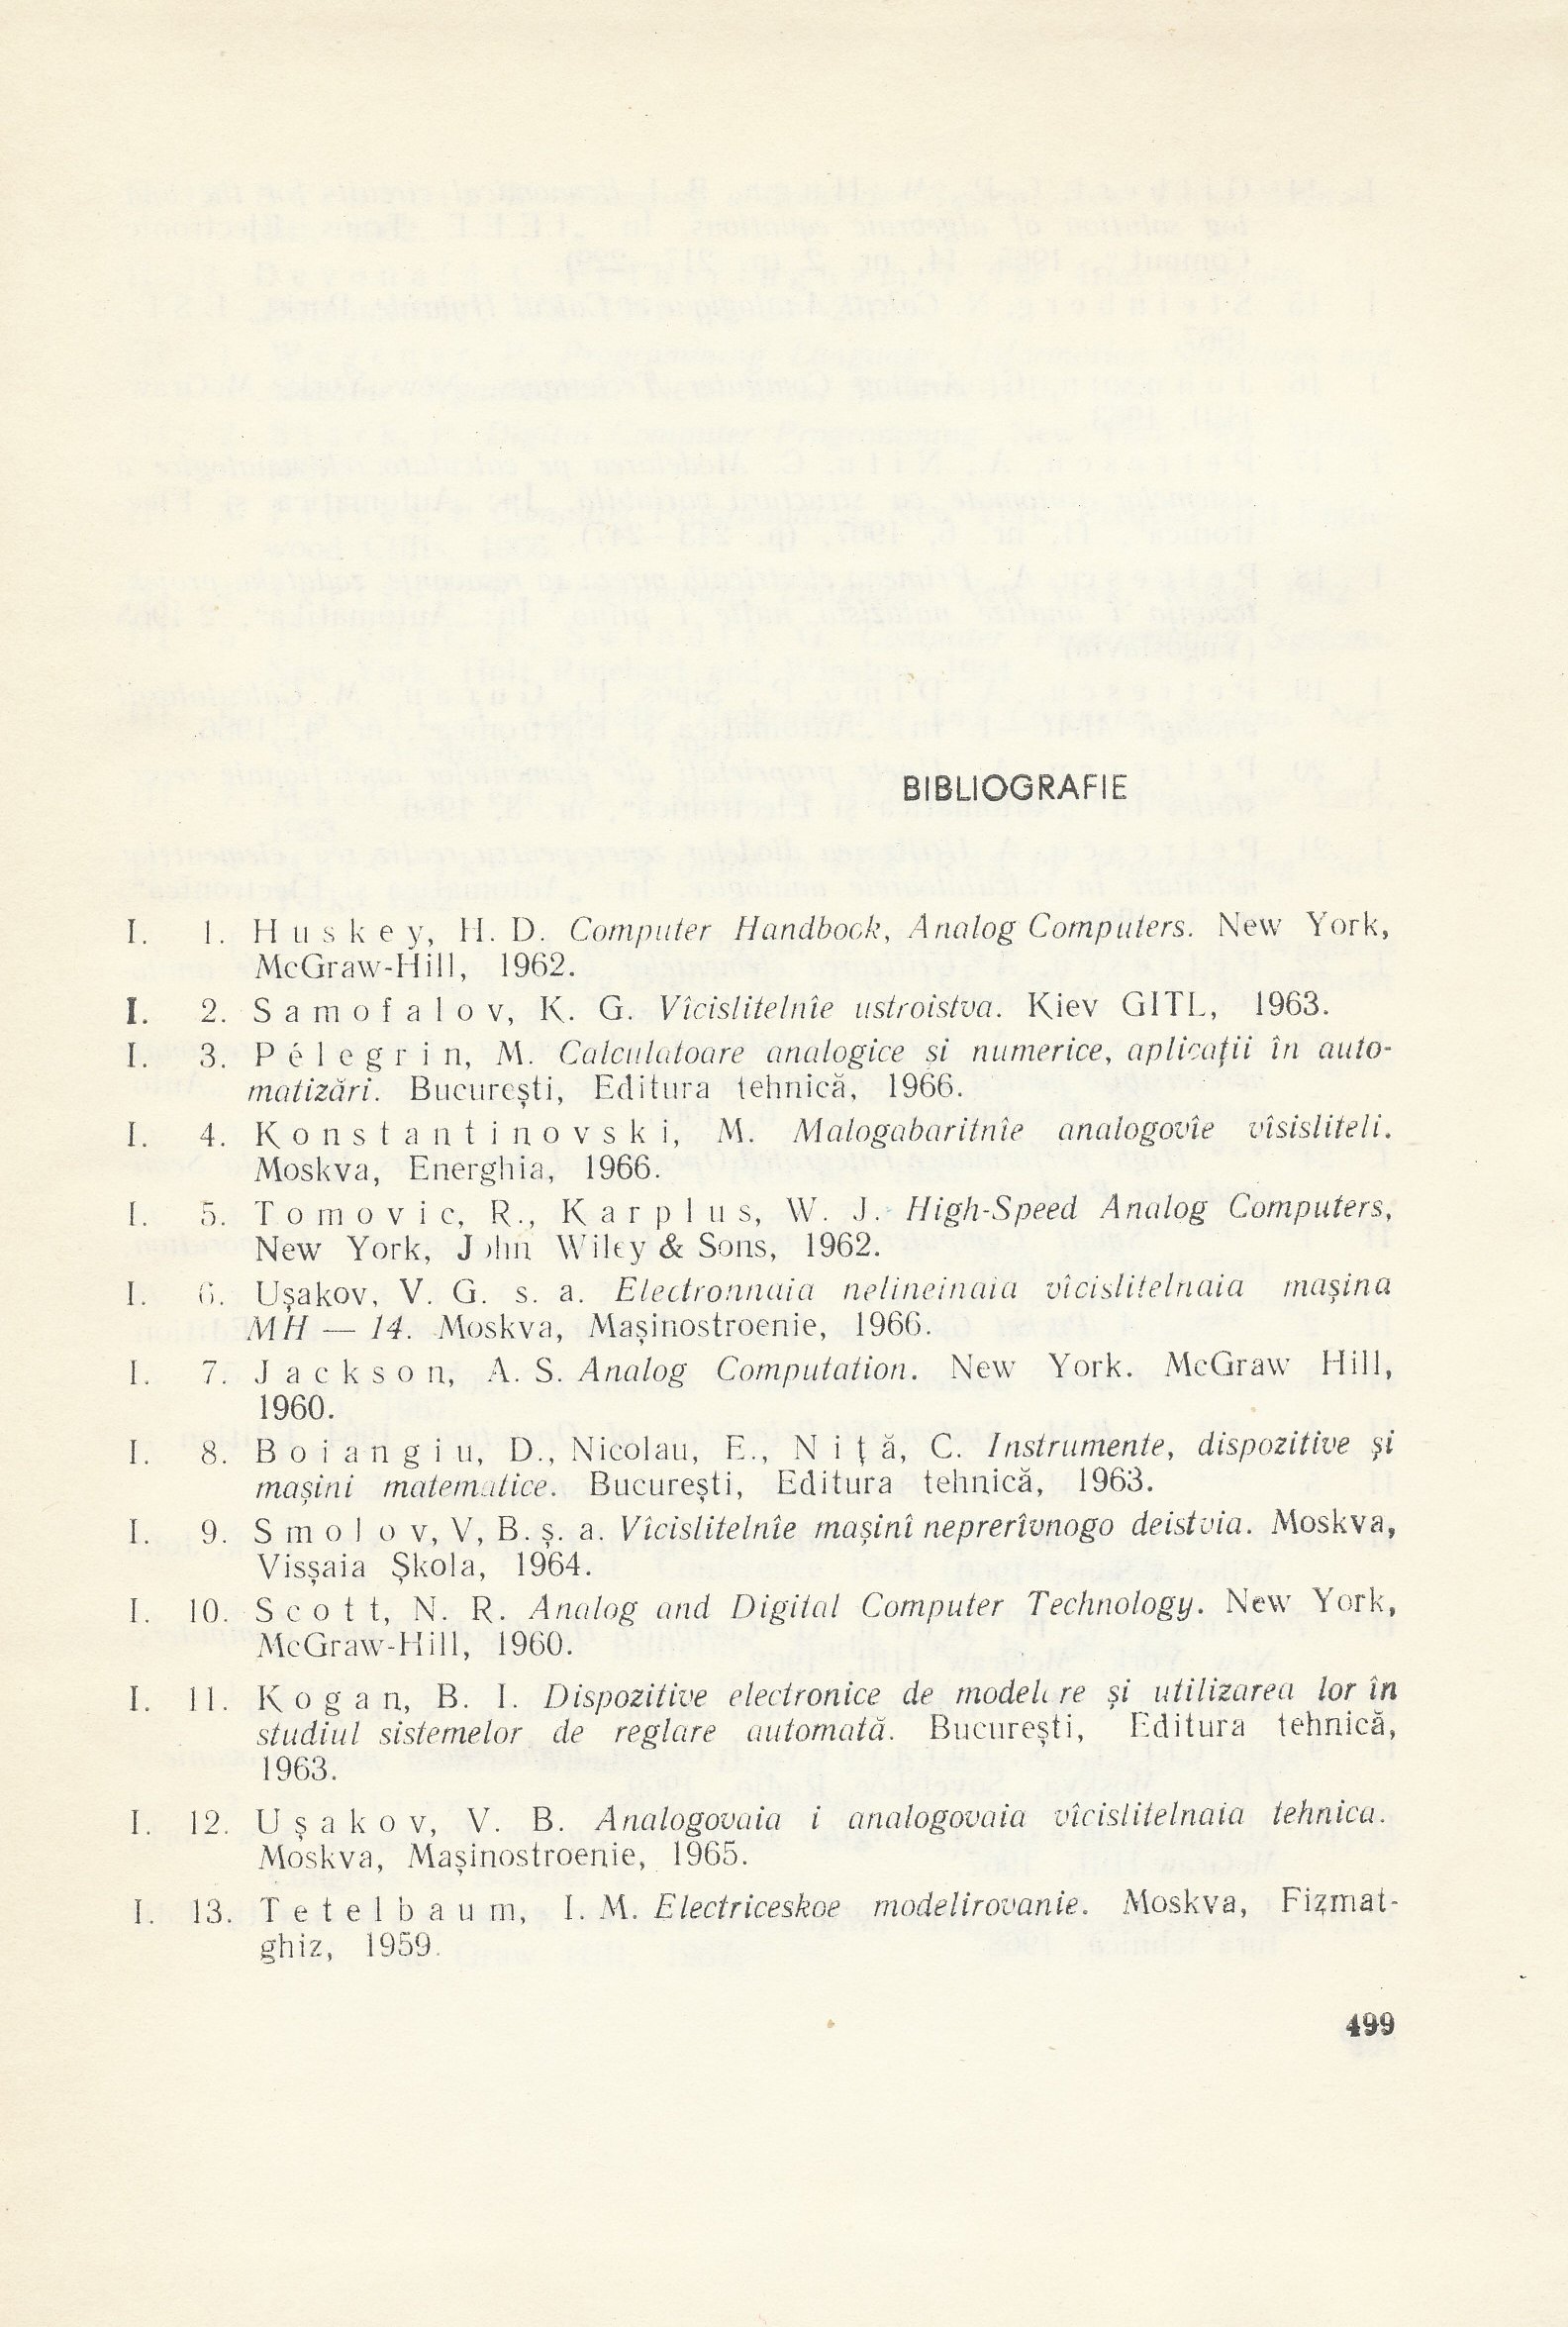 BIBLIOGRAFIE
I. 1. Huskey, H. D. Computer Handbook, Analog Computers. New York,
McGraw-Hill, 1962.
I. 2. Samofalov, K. G. Vîcislitelnîe ustroistva. Kiev GITL, 1963.
I. 3. Pélegrin, M. Calculatoare analogice și numerice, aplicații în auto-
matizări. București, Editura tehnică, 1966.
I. 4. Konstantinovski, M. Malogabaritnîe analogovîe vîsisliteli.
Moskva, Energhia, 1966.
I. 5. Tomovic, R., Karplus, W. J. High-Speed Analog Computers,
New York, John Wiley & Sons, 1962.
I. 6. Ușakov, V. G. s. a. Electronnaia nelineinaia vîcislitelnaia mașina
MH — 14. Moskva, Mașinostroenie, 1966.
I. 7. Jackson, A. S. Analog Computation. New York. McGraw Hill,
1960.
I. 8. Boiangiu, D., Nicolau, E., Niță, C. Instrumente, dispozitive și
mașini matematice. București, Editura tehnică, 1963.
I. 9. Smolov, V, B. ș. a. Vîcislitelnîe mașinî neprerîvnogo deistvia. Moskva,
Vissaia Șkola, 1964.
I. 10. Scott, N. R. Analog and Digital Computer Technology. New York,
McGraw-Hill, 1960.
I. 11. Kogan, B. I. Dispozitive electronice de modelare și utilizarea lor în
studiul sistemelor de reglare automată. București, Editura tehnică,
1963.
I. 12. Ușakov, V. B. Analogovaia i analogovaia vîcislitelnaia tehnica.
Moskva, Mașinostroenie, 1965.
I. 13. Tetelbaum, I. M. Electriceskoe modelirovanie. Moskva, Fizmat-
ghiz, 1959.
499